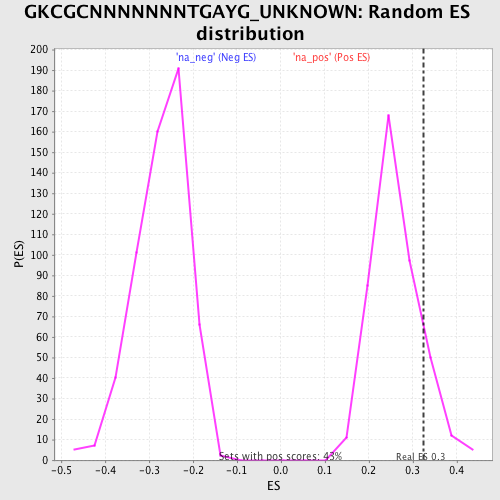 GKCGCNNNNNNNTGAYG_UNKNOWN: Random ES
distribution
'na_neg' (Neg ES) 'na_pos' (Pos ES)
200
190
180
170
160
150
140
130
120
110
100
90
80
70
60
50
40
30
20
10
0
P(ES)
Sets with pos scores: 43%
Real ES 0.3
-0.5 -0.4 -0.3 -0.2 -0.1 0.0 0.1 0.2 0.3 0.4
ES